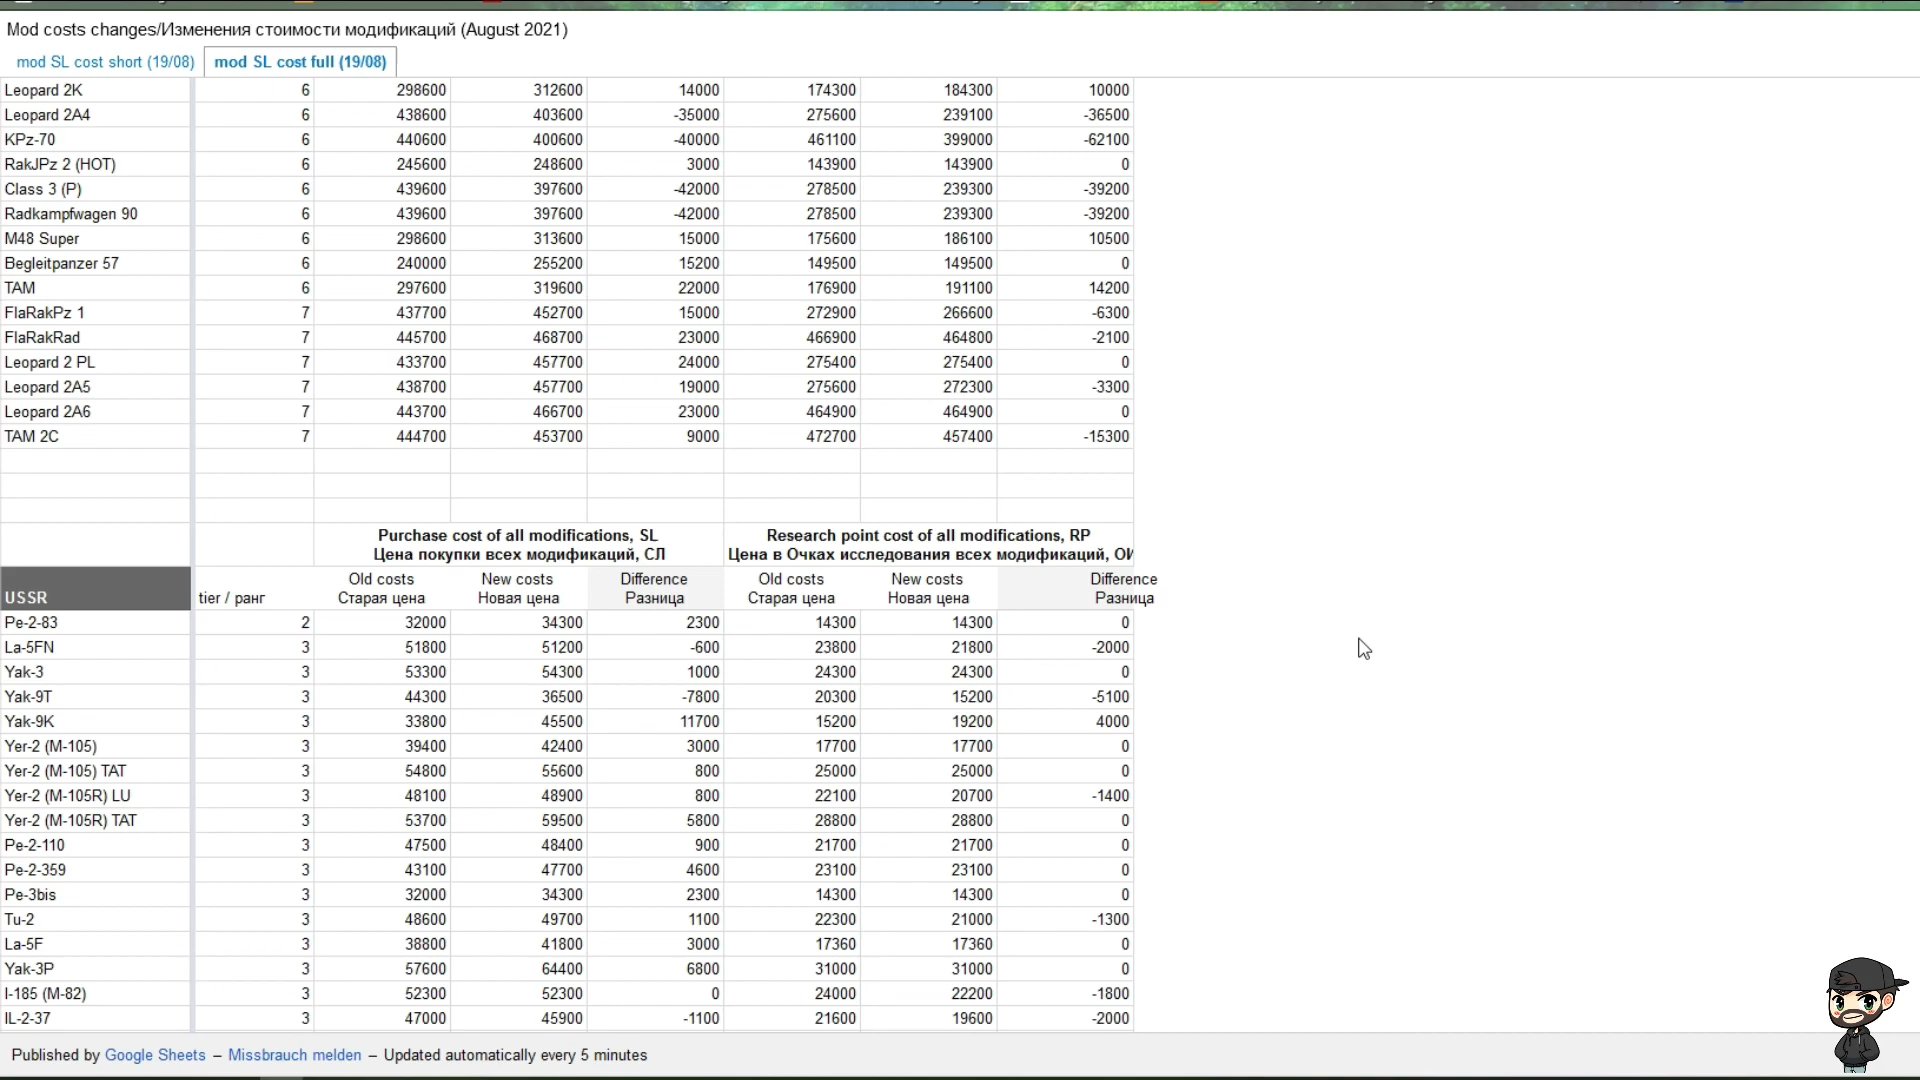 Mod costs changes/Изменения стоимости модификаций (August 2021)
mod SL cost short (19/08) mod SL cost full (19/08)
Leopard 2K 6 298600 312600 14000 174300 184300 10000
Leopard 2A4 6 438600 403600 -35000 275600 239100 -36500
KPz-70 6 440600 400600 -40000 461100 399000 -62100
RakJPz 2 (HOT) 6 245600 248600 3000 143900 143900 0
Class 3 (P) 6 439600 397600 -42000 278500 239300 -39200
Radkampfwagen 90 6 439600 397600 -42000 278500 239300 -39200
M48 Super 6 298600 313600 15000 175600 186100 10500
Begleitpanzer 57 6 240000 255200 15200 149500 149500 0
TAM 6 297600 319600 22000 176900 191100 14200
FlaRakPz 1 7 437700 452700 15000 272900 266600 -6300
FlaRakRad 7 445700 468700 23000 466900 464800 -2100
Leopard 2 PL 7 433700 457700 24000 275400 275400 0
Leopard 2A5 7 438700 457700 19000 275600 272300 -3300
Leopard 2A6 7 443700 466700 23000 464900 464900 0
TAM 2C 7 444700 453700 9000 472700 457400 -15300
Purchase cost of all modifications, SL Research point cost of all modifications, RP
Цена покупки всех модификаций, СЛ Цена в Очках исследования всех модификаций, ОИ
Old costs New costs Difference Old costs New costs Difference
USSR tier / ранг Старая цена Новая цена Разница Старая цена Новая цена Разница
Pe-2-83 2 32000 34300 2300 14300 14300 0
La-5FN 3 51800 51200 -600 23800 21800 -2000
Yak-3 3 53300 54300 1000 24300 24300 0
Yak-9T 3 44300 36500 -7800 20300 15200 -5100
Yak-9K 3 33800 45500 11700 15200 19200 4000
Yer-2 (M-105) 3 39400 42400 3000 17700 17700 0
Yer-2 (M-105) TAT 3 54800 55600 800 25000 25000 0
Yer-2 (M-105R) LU 3 48100 48900 800 22100 20700 -1400
Yer-2 (M-105R) TAT 3 53700 59500 5800 28800 28800 0
Pe-2-110 3 47500 48400 900 21700 21700 0
Pe-2-359 3 43100 47700 4600 23100 23100 0
Pe-3bis 3 32000 34300 2300 14300 14300 0
Tu-2 3 48600 49700 1100 22300 21000 -1300
La-5F 3 38800 41800 3000 17360 17360 0
Yak-3P 3 57600 64400 6800 31000 31000 0
I-185 (M-82) 3 52300 52300 0 24000 22200 -1800
IL-2-37 3 47000 45900 -1100 21600 19600 -2000
Published by Google Sheets – Missbrauch melden – Updated automatically every 5 minutes